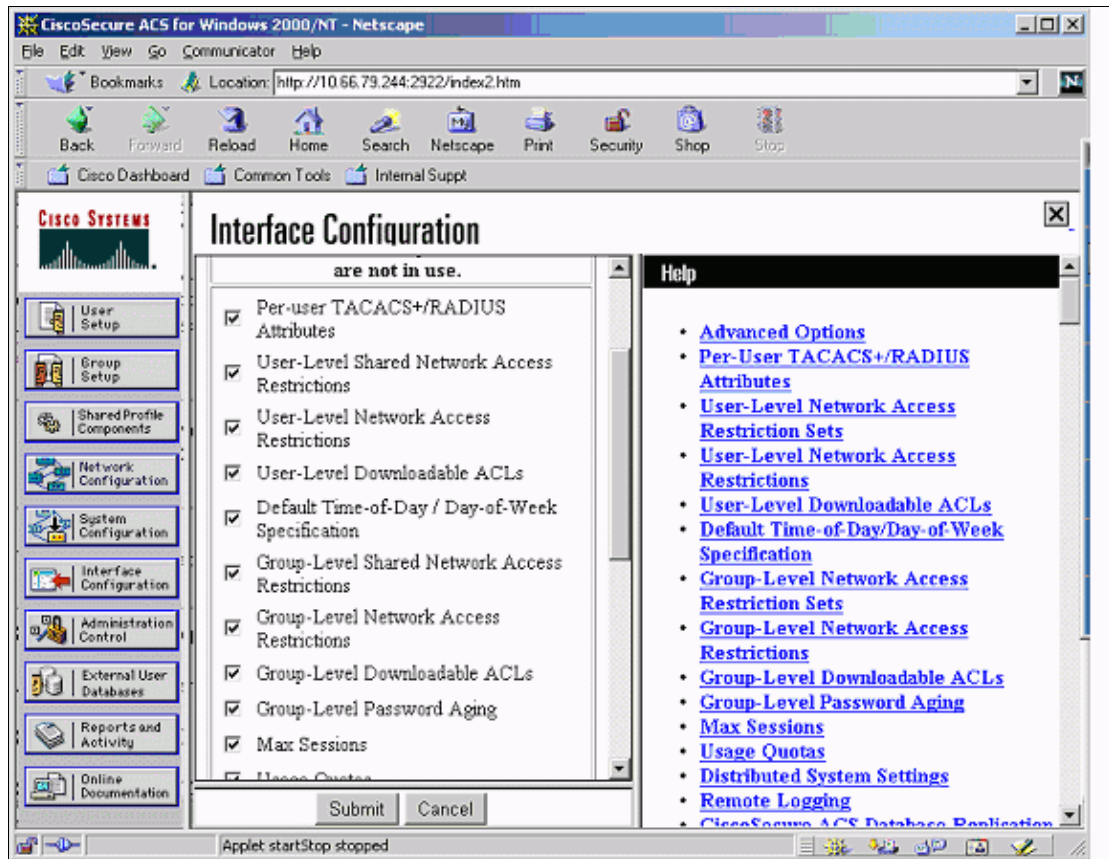 CiscoSecure ACS for Windows 2000/NT - Netscape
File Edit View Go Communicator Help
Bookmarks Location: http://10.66.79.244:2922/index2.htm
N
My
Back Forward Reload Home Search Netscape Print Security Shop Stop
Cisco Dashboard Common Tools Internal Suppt
CISCO SYSTEMS
User
Setup
Group
Setup
Shared Profile
Components
Network
Configuration
System
Configuration
Interface
Configuration
Administration
Control
External User
Databases
Reports and
Activity
Online
Documentation
Interface Configuration
are not in use.
Per-user TACACS+/RADIUS
Attributes
User-Level Shared Network Access
Restrictions
User-Level Network Access
Restrictions
User-Level Downloadable ACLs
Default Time-of-Day / Day-of-Week
Specification
Group-Level Shared Network Access
Restrictions
Group-Level Network Access
Restrictions
Group-Level Downloadable ACLs
Group-Level Password Aging
Max Sessions
Usage Quotas
Submit Cancel
Help
• Advanced Options
• Per-User TACACS+/RADIUS
Attributes
• User-Level Network Access
Restriction Sets
• User-Level Network Access
Restrictions
• User-Level Downloadable ACLs
• Default Time-of-Day/Day-of-Week
Specification
• Group-Level Network Access
Restriction Sets
• Group-Level Network Access
Restrictions
• Group-Level Downloadable ACLs
• Group-Level Password Aging
• Max Sessions
• Usage Quotas
• Distributed System Settings
• Remote Logging
• CiscoSecure ACS Database Replication
Applet startStop stopped